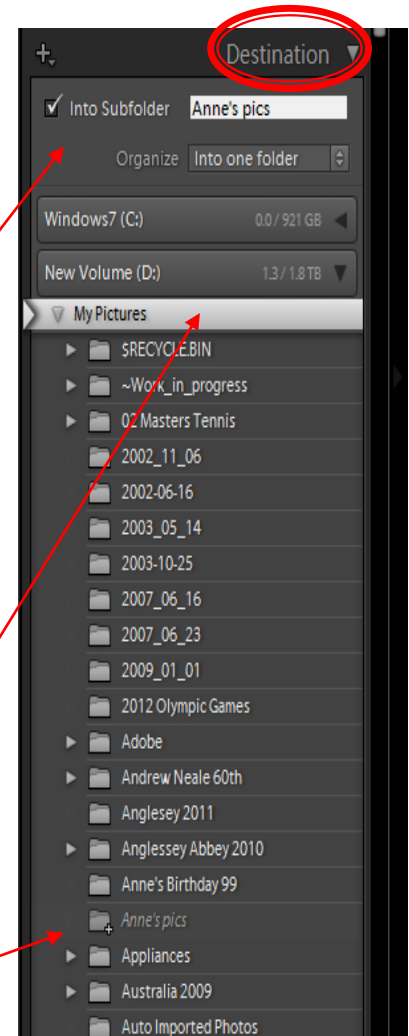 Destination
Into Subfolder Anne's pics
Organize Into one folder
Windows7 (C:) 0.0 / 921 GB
New Volume (D:) 1.3 / 1.8 TB
My Pictures
$RECYCLE.BIN
~Work_in_progress
02 Masters Tennis
2002_11_06
2002-06-16
2003_05_14
2003-10-25
2007_06_16
2007_06_23
2009_01_01
2012 Olympic Games
Adobe
Andrew Neale 60th
Anglesey 2011
Anglessey Abbey 2010
Anne's Birthday 99
Anne's pics
Appliances
Australia 2009
Auto Imported Photos